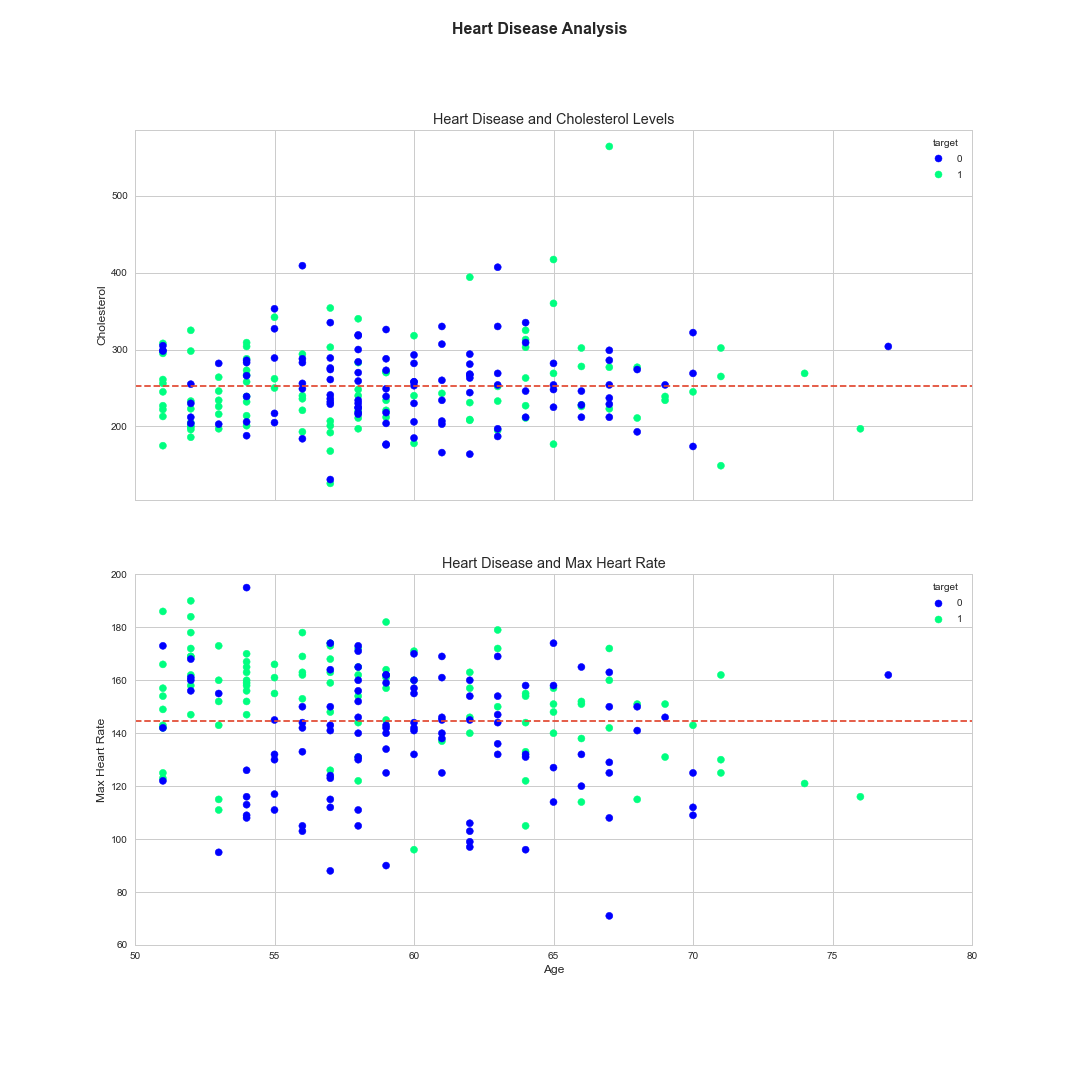 Heart Disease Analysis
Heart Disease and Cholesterol Levels
target
0
1
500
400
300
200
Cholesterol
Heart Disease and Max Heart Rate
target
0
1
200
180
160
140
120
100
80
60
Max Heart Rate
50 55 60 65 70 75 80
Age